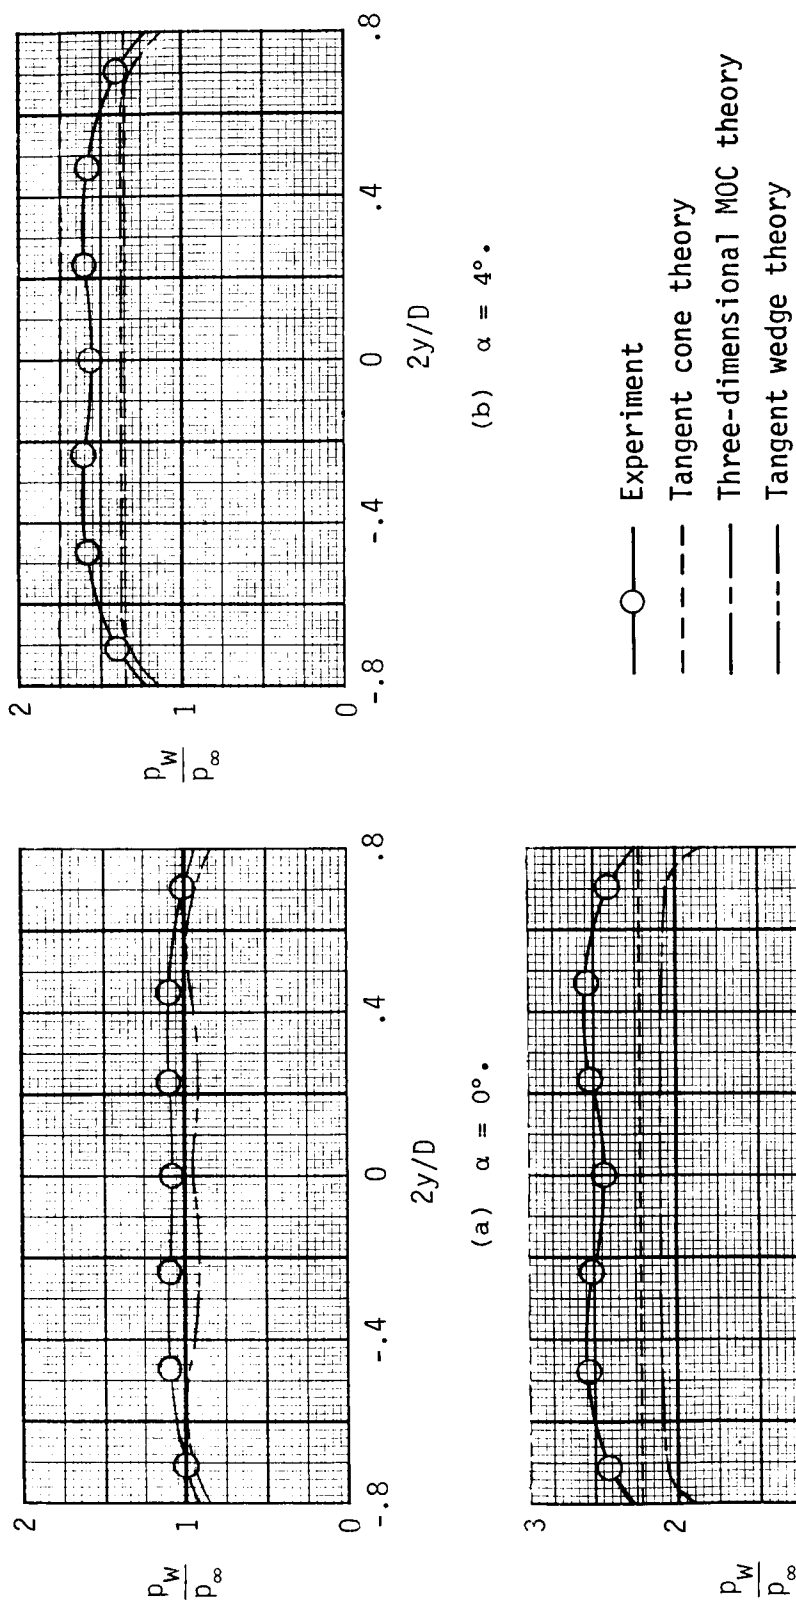 2
1
0
p_w
p_∞
-.8
-.4
0
.4
.8
2y/D
(a) α = 0°.
2
1
0
p_w
p_∞
-.8
-.4
0
.4
.8
2y/D
(b) α = 4°.
3
2
p_w
p_∞
Experiment
Tangent cone theory
Three-dimensional MOC theory
Tangent wedge theory